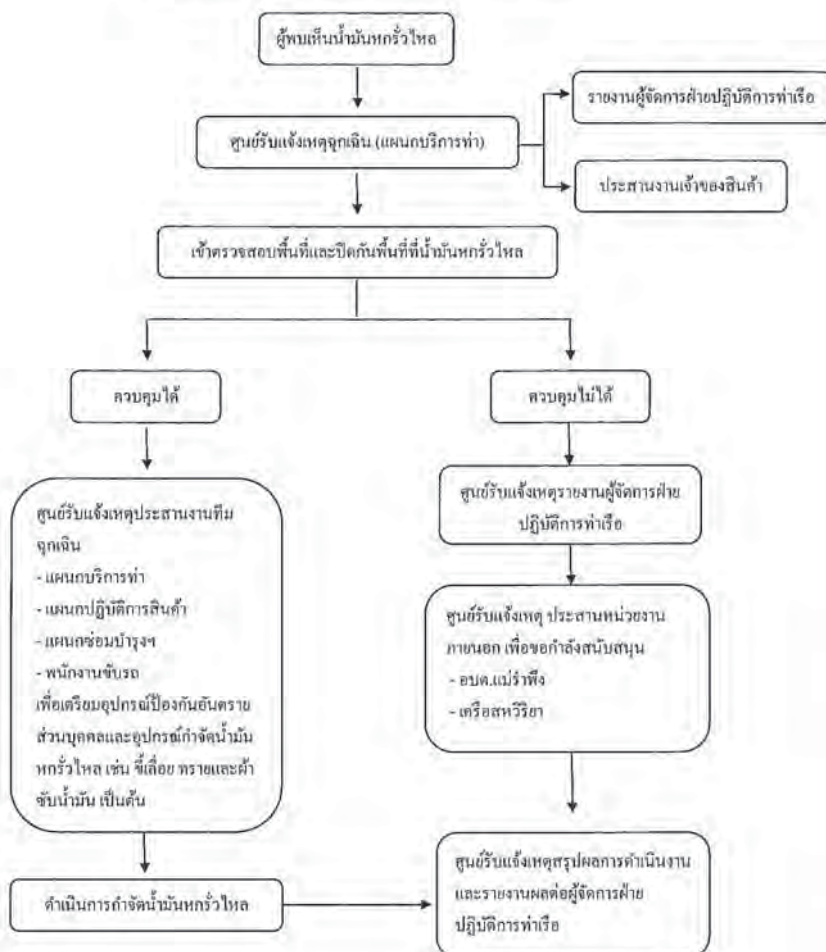 ผู้พบเห็นน้ำมันหกรั่วไหล
รายงานผู้จัดการฝ่ายปฏิบัติการท่าเรือ
ศูนย์รับแจ้งเหตุฉุกเฉิน (แผนกบริการท่า)
ประสานงานเจ้าของสินค้า
เข้าตรวจสอบพื้นที่และปิดกั้นพื้นที่ที่น้ำมันหกรั่วไหล
ควบคุมได้
ควบคุมไม่ได้
ศูนย์รับแจ้งเหตุประสานงานทีม
ฉุกเฉิน
- แผนกบริการท่า
- แผนกปฏิบัติการสินค้า
- แผนกซ่อมบำรุงฯ
- พนักงานขับรถ
เพื่อเตรียมอุปกรณ์ป้องกันอันตราย
ส่วนบุคคลและอุปกรณ์กำจัดน้ำมัน
หกรั่วไหล เช่น ขี้เลื่อย ทรายและผ้า
ซับน้ำมัน เป็นต้น
ดำเนินการกำจัดน้ำมันหกรั่วไหล
ศูนย์รับแจ้งเหตุรายงานผู้จัดการฝ่าย
ปฏิบัติการท่าเรือ
ศูนย์รับแจ้งเหตุ ประสานหน่วยงาน
ภายนอก เพื่อขอกำลังสนับสนุน
- อบต.แม่รำพึง
- เครือสหวิริยา
ศูนย์รับแจ้งเหตุสรุปผลการดำเนินงาน
และรายงานผลต่อผู้จัดการฝ่าย
ปฏิบัติการท่าเรือ